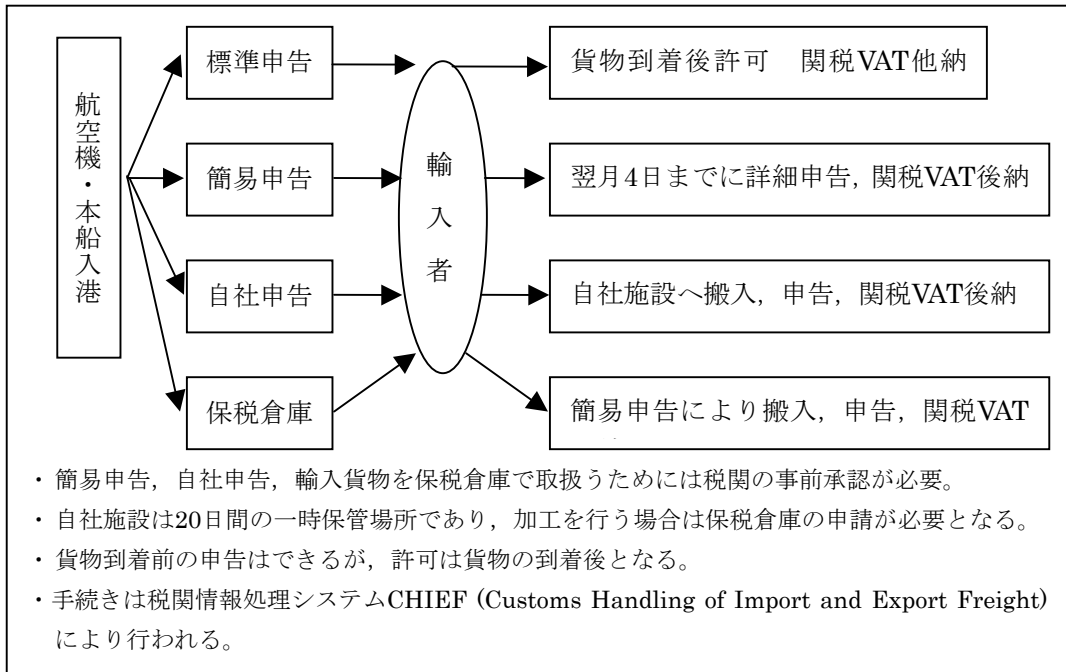 航空機・本船入港
標準申告
簡易申告
自社申告
保税倉庫
輸入者
貨物到着後許可　関税VAT他納
翌月4日までに詳細申告，関税VAT後納
自社施設へ搬入，申告，関税VAT後納
簡易申告により搬入，申告，関税VAT
・簡易申告，自社申告，輸入貨物を保税倉庫で取扱うためには税関の事前承認が必要。
・自社施設は20日間の一時保管場所であり，加工を行う場合は保税倉庫の申請が必要となる。
・貨物到着前の申告はできるが，許可は貨物の到着後となる。
・手続きは税関情報処理システムCHIEF (Customs Handling of Import and Export Freight)
により行われる。